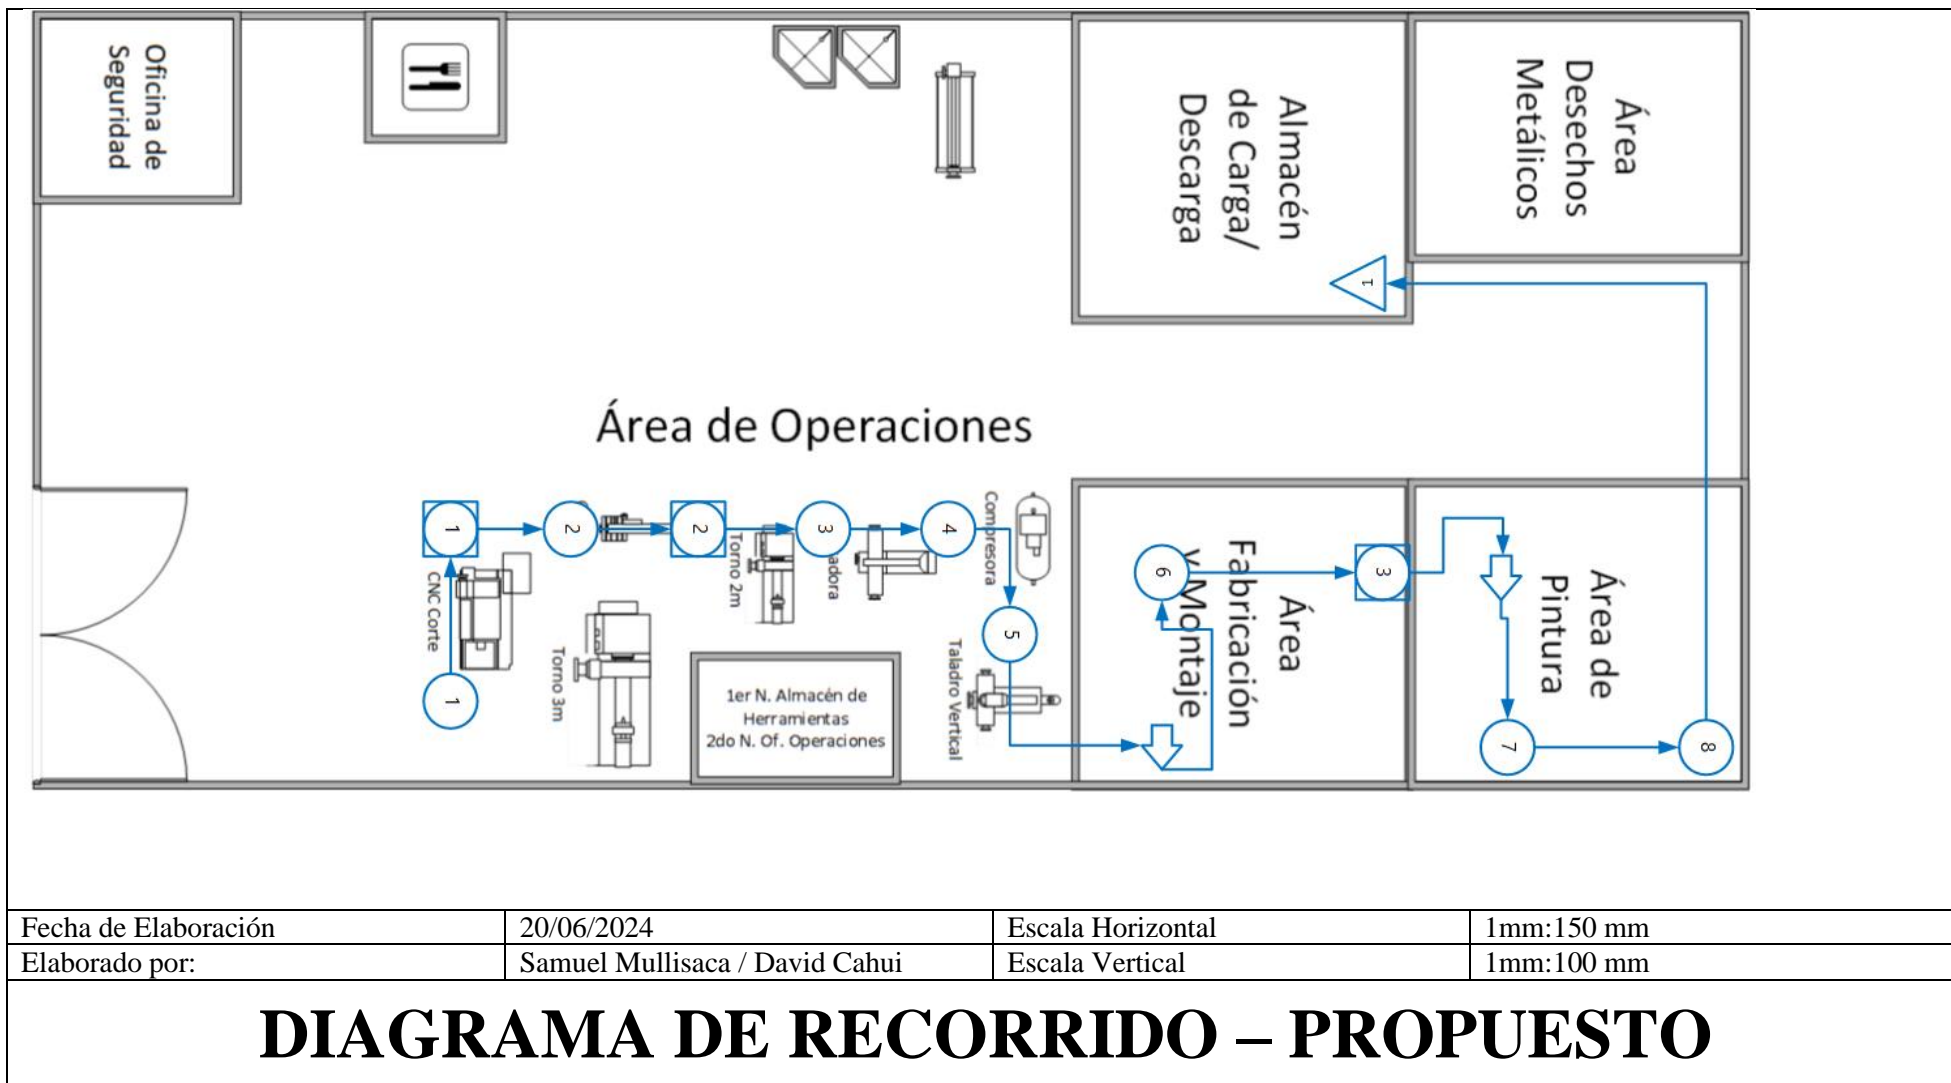 Oficina de
Seguridad
Almacén
de Carga/
Descarga
Área
Desechos
Metálicos
1
Área de Operaciones
1
2
2
3
4
Compresora
CNC Corte
Torno 2m
adora
1
5
Torno 3m
1er N. Almacén de
Herramientas
2do N. Of. Operaciones
Taladro Vertical
Área
Fabricación
y Montaje
6
3
Área de
Pintura
7
8
Fecha de Elaboración 20/06/2024 Escala Horizontal 1mm:150 mm
Elaborado por: Samuel Mullisaca / David Cahui Escala Vertical 1mm:100 mm
DIAGRAMA DE RECORRIDO – PROPUESTO